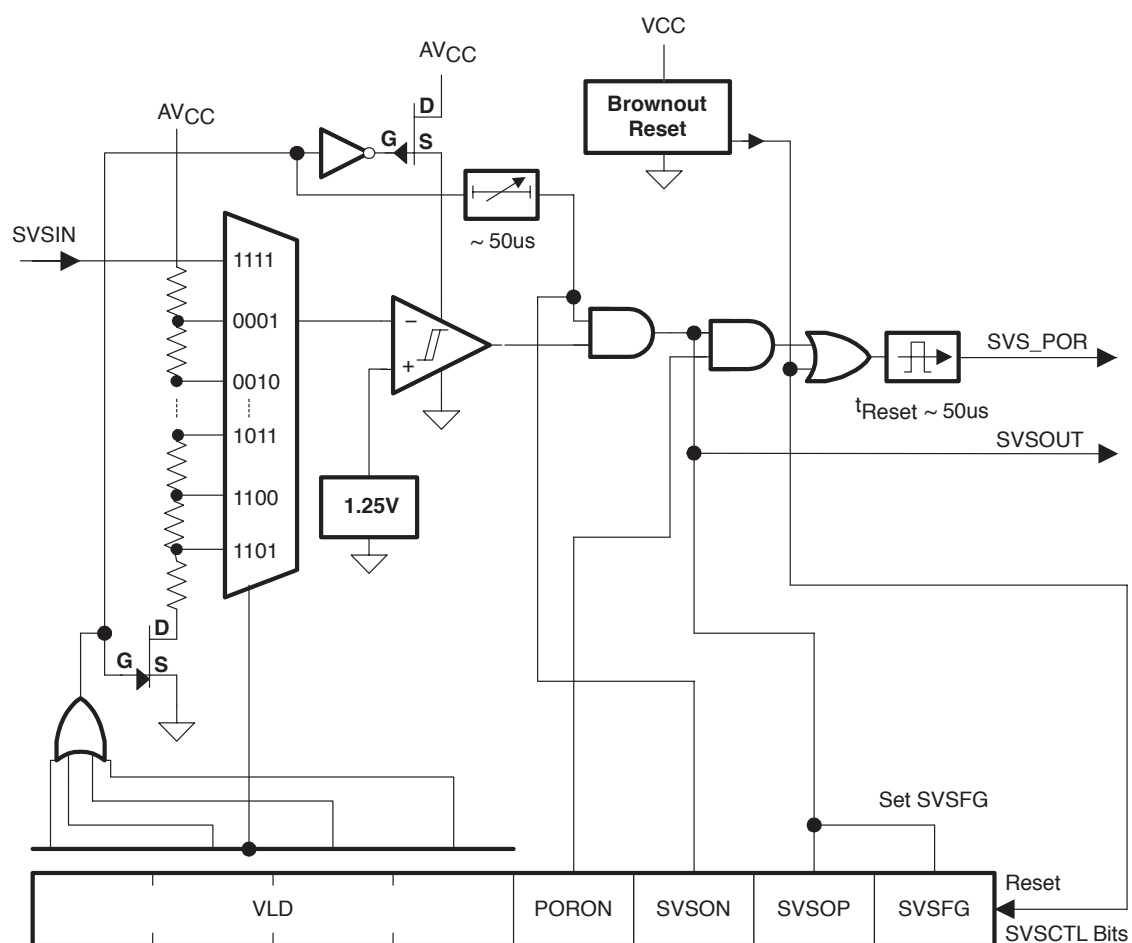 VCC
AVCC
Brownout
Reset
AVCC
D
G
S
SVSIN
~ 50us
1111
0001
−
+
0010
1011
1100
1101
1.25V
SVS_POR
tReset ~ 50us
SVSOUT
D
G
S
Set SVSFG
Reset
VLD
PORON
SVSON
SVSOP
SVSFG
SVSCTL Bits